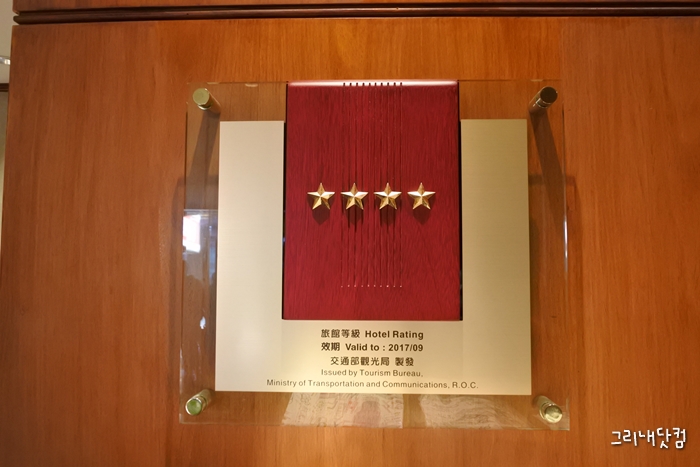 旅館等級 Hotel Rating
效期 Valid to : 2017/09
交通部觀光局 製發
Issued by Tourism Bureau,
Ministry of Transportation and Communications, R.O.C.
그리내닷컴